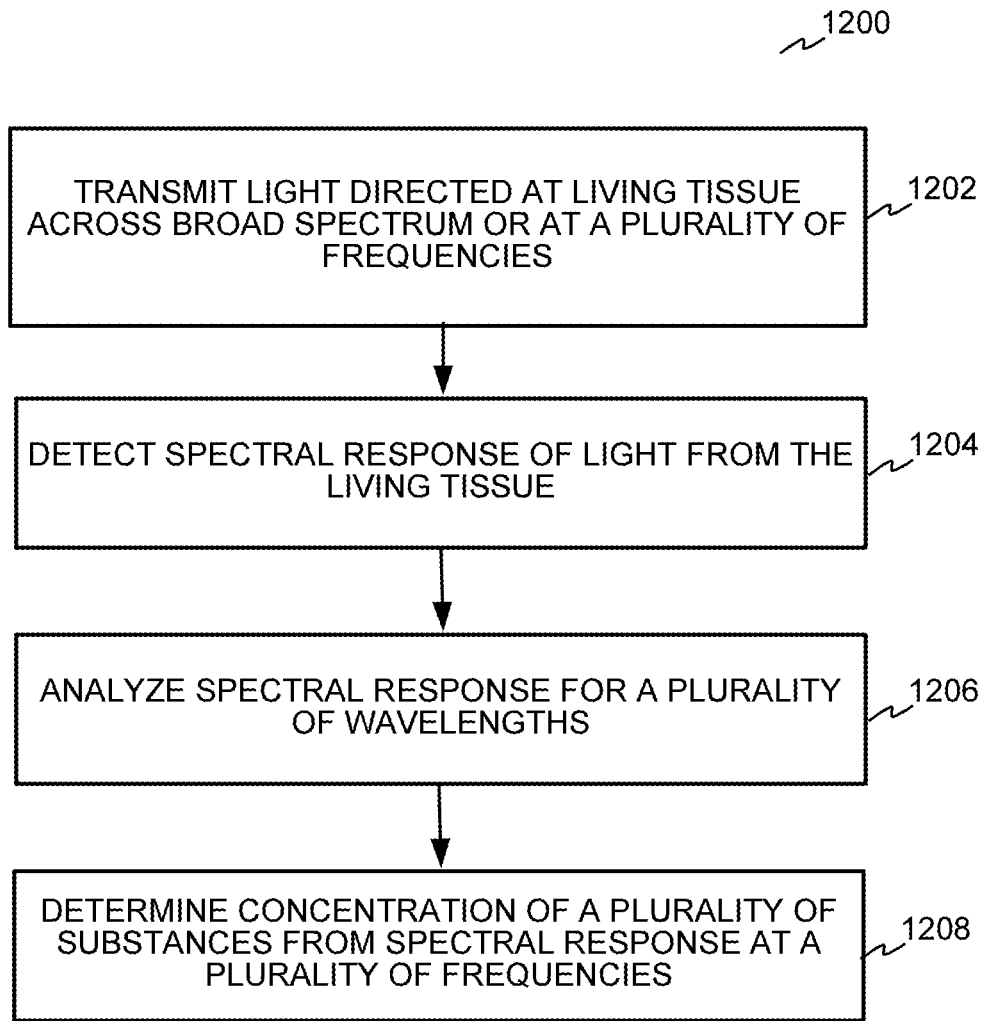 1200
TRANSMIT LIGHT DIRECTED AT LIVING TISSUE
ACROSS BROAD SPECTRUM OR AT A PLURALITY OF
FREQUENCIES
1202
DETECT SPECTRAL RESPONSE OF LIGHT FROM THE
LIVING TISSUE
1204
ANALYZE SPECTRAL RESPONSE FOR A PLURALITY
OF WAVELENGTHS
1206
DETERMINE CONCENTRATION OF A PLURALITY OF
SUBSTANCES FROM SPECTRAL RESPONSE AT A
PLURALITY OF FREQUENCIES
1208